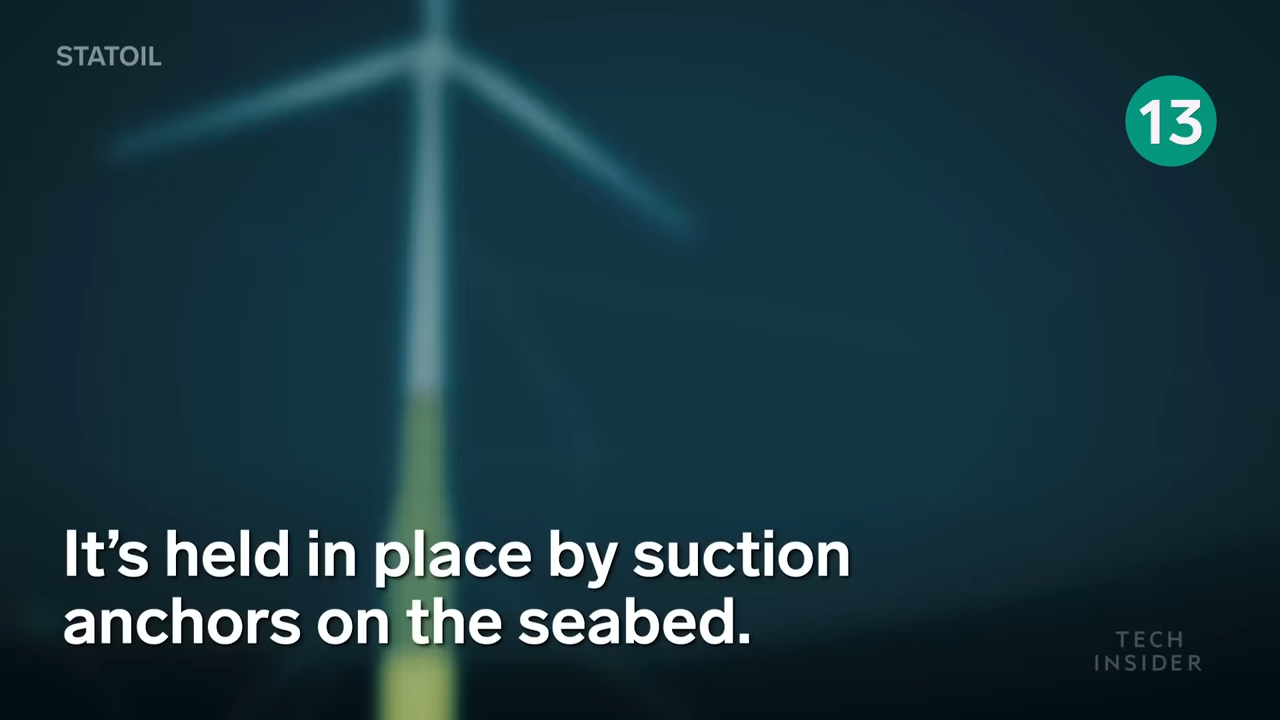 STATOIL
13
It’s held in place by suction
anchors on the seabed.
TECH
INSIDER